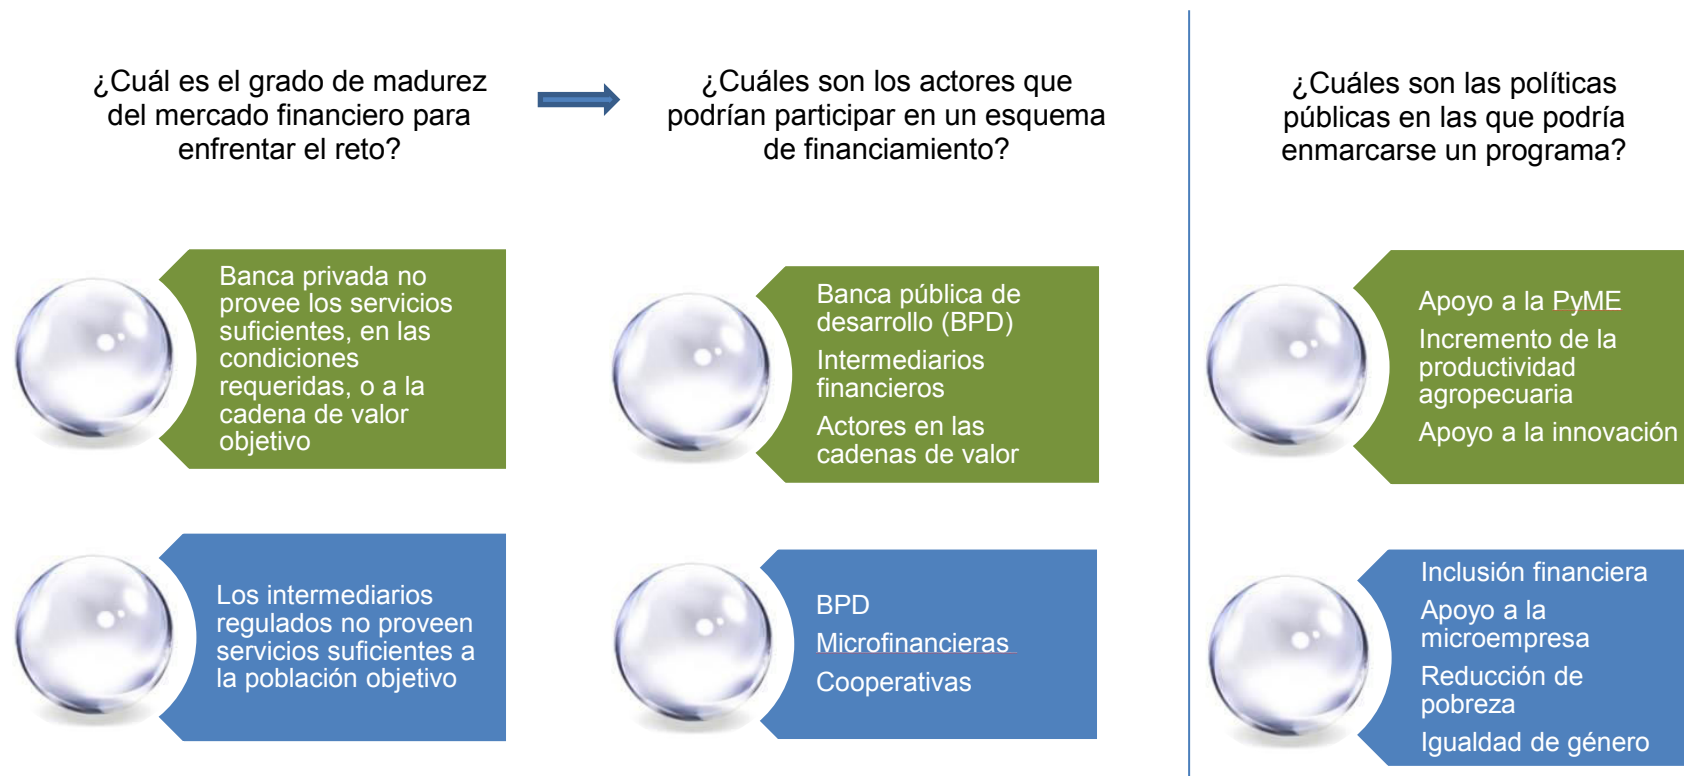 ¿Cuál es el grado de madurez
del mercado financiero para
enfrentar el reto?
¿Cuáles son los actores que
podrían participar en un esquema
de financiamiento?
¿Cuáles son las políticas
públicas en las que podría
enmarcarse un programa?
Banca privada no
provee los servicios
suficientes, en las
condiciones
requeridas, o a la
cadena de valor
objetivo
Banca pública de
desarrollo (BPD)
Intermediarios
financieros
Actores en las
cadenas de valor
Apoyo a la PyME
Incremento de la
productividad
agropecuaria
Apoyo a la innovación
Los intermediarios
regulados no proveen
servicios suficientes a
la población objetivo
BPD
Microfinancieras
Cooperativas
Inclusión financiera
Apoyo a la
microempresa
Reducción de
pobreza
Igualdad de género